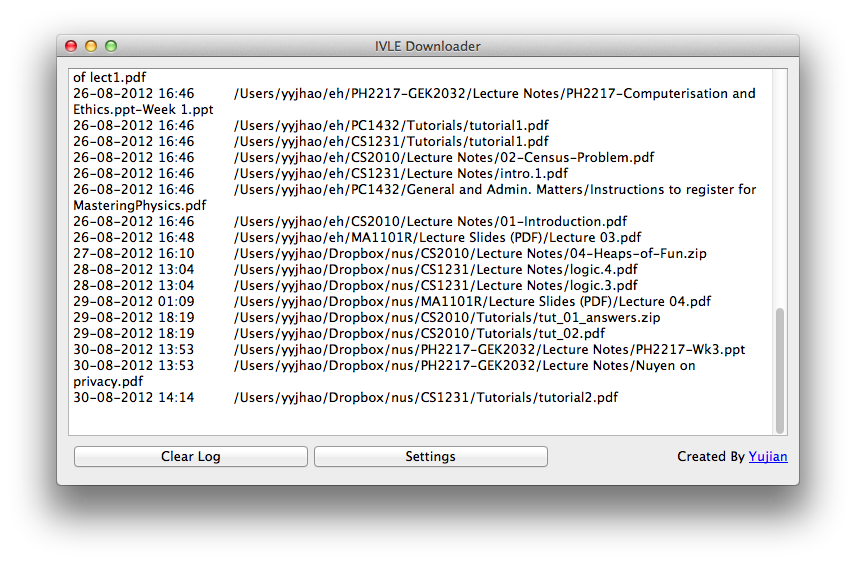 IVLE Downloader
of lect1.pdf
26-08-2012 16:46 /Users/yyjhao/eh/PH2217-GEK2032/Lecture Notes/PH2217-Computerisation and
Ethics.ppt-Week 1.ppt
26-08-2012 16:46 /Users/yyjhao/eh/PC1432/Tutorials/tutorial1.pdf
26-08-2012 16:46 /Users/yyjhao/eh/CS1231/Tutorials/tutorial1.pdf
26-08-2012 16:46 /Users/yyjhao/eh/CS2010/Lecture Notes/02-Census-Problem.pdf
26-08-2012 16:46 /Users/yyjhao/eh/CS1231/Lecture Notes/intro.1.pdf
26-08-2012 16:46 /Users/yyjhao/eh/PC1432/General and Admin. Matters/Instructions to register for
MasteringPhysics.pdf
26-08-2012 16:46 /Users/yyjhao/eh/CS2010/Lecture Notes/01-Introduction.pdf
26-08-2012 16:48 /Users/yyjhao/eh/MA1101R/Lecture Slides (PDF)/Lecture 03.pdf
27-08-2012 16:10 /Users/yyjhao/Dropbox/nus/CS2010/Lecture Notes/04-Heaps-of-Fun.zip
28-08-2012 13:04 /Users/yyjhao/Dropbox/nus/CS1231/Lecture Notes/logic.4.pdf
28-08-2012 13:04 /Users/yyjhao/Dropbox/nus/CS1231/Lecture Notes/logic.3.pdf
29-08-2012 01:09 /Users/yyjhao/Dropbox/nus/MA1101R/Lecture Slides (PDF)/Lecture 04.pdf
29-08-2012 18:19 /Users/yyjhao/Dropbox/nus/CS2010/Tutorials/tut_01_answers.zip
29-08-2012 18:19 /Users/yyjhao/Dropbox/nus/CS2010/Tutorials/tut_02.pdf
30-08-2012 13:53 /Users/yyjhao/Dropbox/nus/PH2217-GEK2032/Lecture Notes/PH2217-Wk3.ppt
30-08-2012 13:53 /Users/yyjhao/Dropbox/nus/PH2217-GEK2032/Lecture Notes/Nuyen on
privacy.pdf
30-08-2012 14:14 /Users/yyjhao/Dropbox/nus/CS1231/Tutorials/tutorial2.pdf
Clear Log Settings Created By Yujian